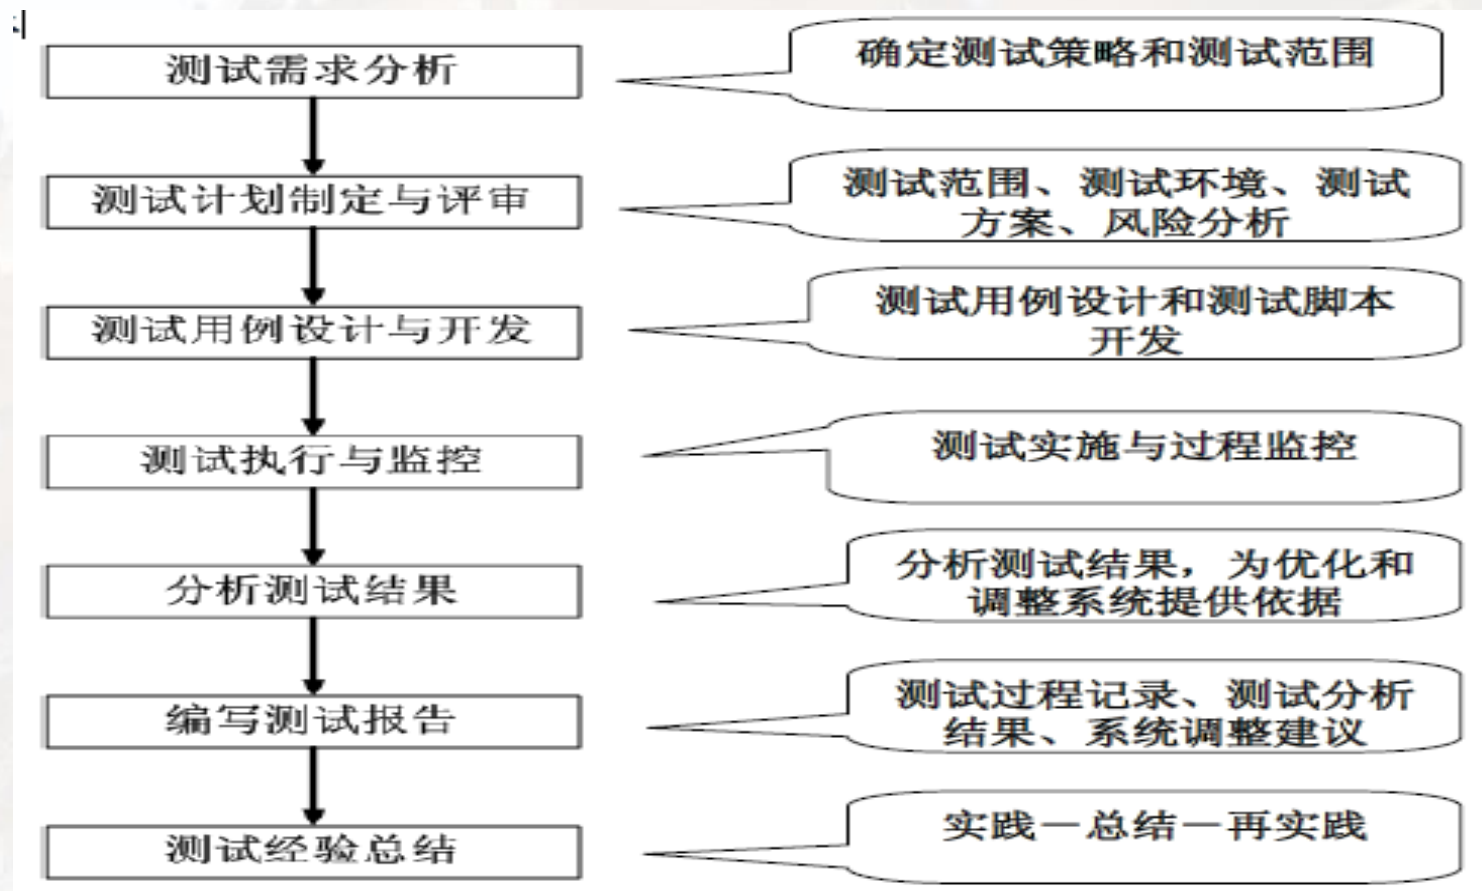 测试需求分析
确定测试策略和测试范围
测试计划制定与评审
测试范围、测试环境、测试
方案、风险分析
测试用例设计与开发
测试用例设计和测试脚本
开发
测试执行与监控
测试实施与过程监控
分析测试结果
分析测试结果，为优化和
调整系统提供依据
编写测试报告
测试过程记录、测试分析
结果、系统调整建议
测试经验总结
实践－总结－再实践